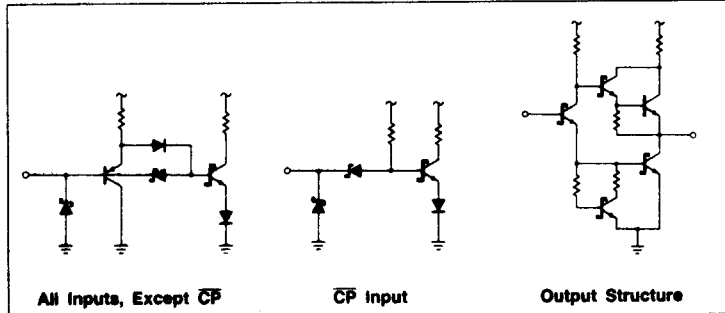 All Inputs, Except C̅P̅
C̅P̅ Input
Output Structure